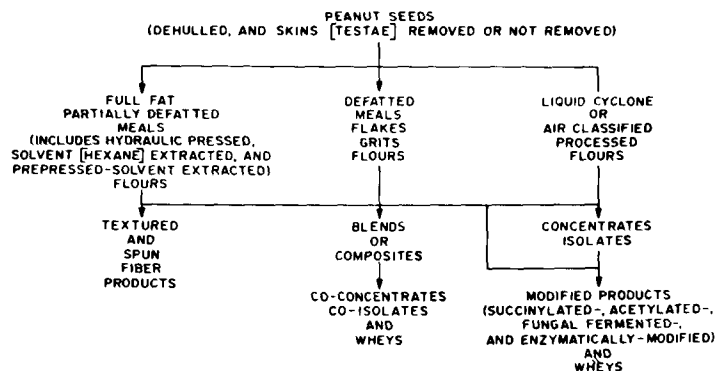 PEANUT SEEDS
(DEHULLED, AND SKINS [TESTAE] REMOVED OR NOT REMOVED)
FULL FAT
PARTIALLY DEFATTED
MEALS
(INCLUDES HYDRAULIC PRESSED,
SOLVENT [HEXANE] EXTRACTED, AND
PREPRESSED-SOLVENT EXTRACTED)
FLOURS
DEFATTED
MEALS
FLAKES
GRITS
FLOURS
LIQUID CYCLONE
OR
AIR CLASSIFIED
PROCESSED
FLOURS
TEXTURED
AND
SPUN
FIBER
PRODUCTS
BLENDS
OR
COMPOSITES
CONCENTRATES
ISOLATES
CO-CONCENTRATES
CO-ISOLATES
AND
WHEYS
MODIFIED PRODUCTS
(SUCCINYLATED-, ACETYLATED-,
FUNGAL FERMENTED-,
AND ENZYMATICALLY-MODIFIED)
AND
WHEYS